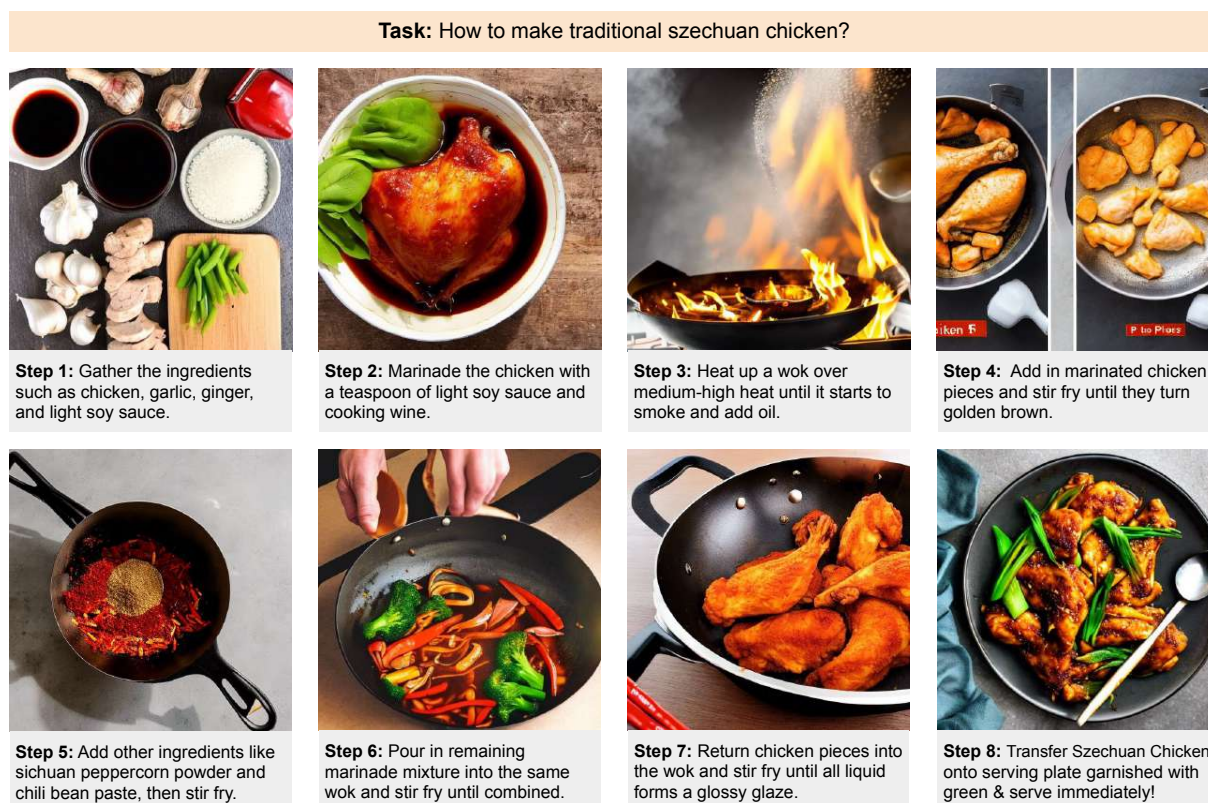 Task: How to make traditional szechuan chicken?
iken
P to Ploes
Step 1: Gather the ingredients
such as chicken, garlic, ginger,
and light soy sauce.
Step 2: Marinade the chicken with
a teaspoon of light soy sauce and
cooking wine.
Step 3: Heat up a wok over
medium-high heat until it starts to
smoke and add oil.
Step 4: Add in marinated chicken
pieces and stir fry until they turn
golden brown.
Step 5: Add other ingredients like
sichuan peppercorn powder and
chili bean paste, then stir fry.
Step 6: Pour in remaining
marinade mixture into the same
wok and stir fry until combined.
Step 7: Return chicken pieces into
the wok and stir fry until all liquid
forms a glossy glaze.
Step 8: Transfer Szechuan Chicken
onto serving plate garnished with
green & serve immediately!